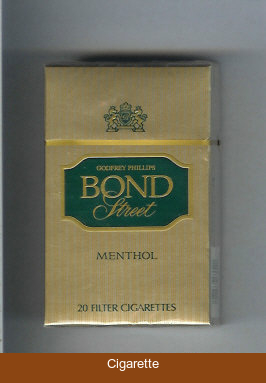 GODFREY PHILLIPS
BOND
Street
MENTHOL
20 FILTER CIGARETTES
Cigarette